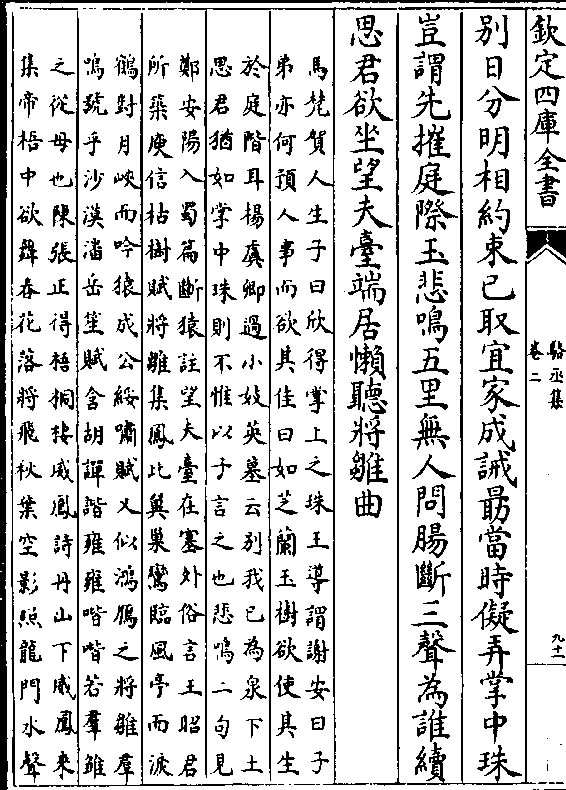 欽定四庫全書
駱丞集
卷二
九十一
別日分明相約束已取宜家成誡勗當時儗弄掌中珠
豈謂先摧庭際玉悲鳴五里無人問腸斷三聲為誰續
思君欲坐望夫臺端居懶聽將雛曲
馬梵賀人生子曰欣得掌上之珠王導謂謝安曰子
弟亦何預人事而欲其佳曰如芝蘭玉樹欲使其生
於庭階耳楊虞卿過小妓英墓云別我已為泉下土
思君猶如掌中珠則不惟以子言之也悲鳴二句見
鄭安陽入蜀篇斷猿註望夫臺在塞外俗言王昭君
所築庾信枯樹賦將雛集鳳比翼巢鸞臨風亭而淚
鶴對月峽而吟猿成公綏嘯賦又似鴻鴈之將雛羣
鳴號乎沙漠潘岳笙賦含胡嘽諧雍雍喈喈若羣雛
之從母也陳張正得梧桐棲威鳳詩丹山下威鳳來
集帝梧中欲舞春花落將飛秋葉空影照龍門水聲